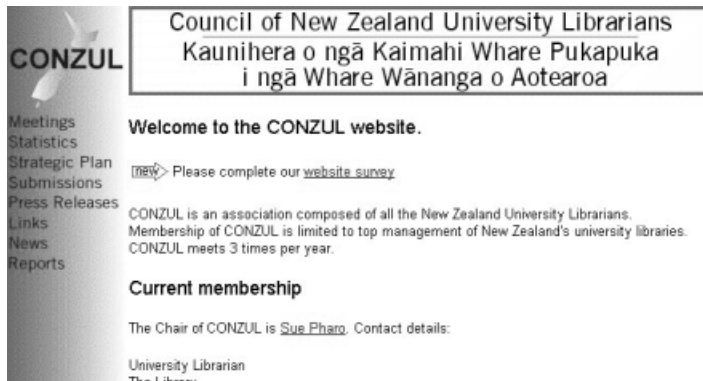 CONZUL
Council of New Zealand University Librarians
Kaunihera o ngā Kaimahi Whare Pukapuka
i ngā Whare Wānanga o Aotearoa
Meetings
Statistics
Strategic Plan
Submissions
Press Releases
Links
News
Reports
Welcome to the CONZUL website.
new Please complete our website survey
CONZUL is an association composed of all the New Zealand University Librarians.
Membership of CONZUL is limited to top management of New Zealand's university libraries.
CONZUL meets 3 times per year.
Current membership
The Chair of CONZUL is Sue Pharo. Contact details:
University Librarian
The Library